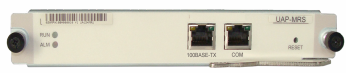 UAP-MRS
RUN
ALM
100BASE-TX
COM
RESET